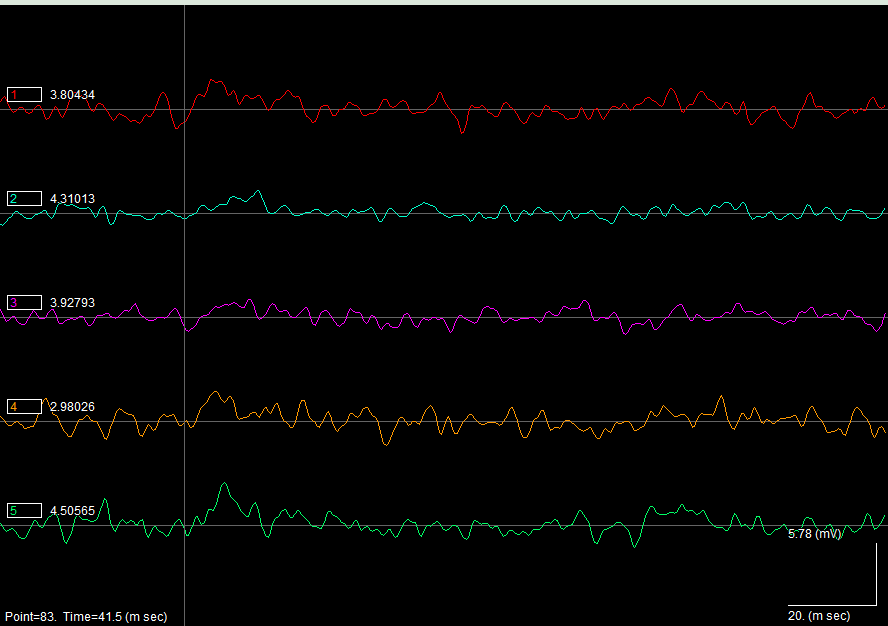 1 3.80434
2 4.31013
3 3.92793
4 2.98026
5 4.50565
5.78 (mV)
Point=83. Time=41.5 (m sec)
20. (m sec)